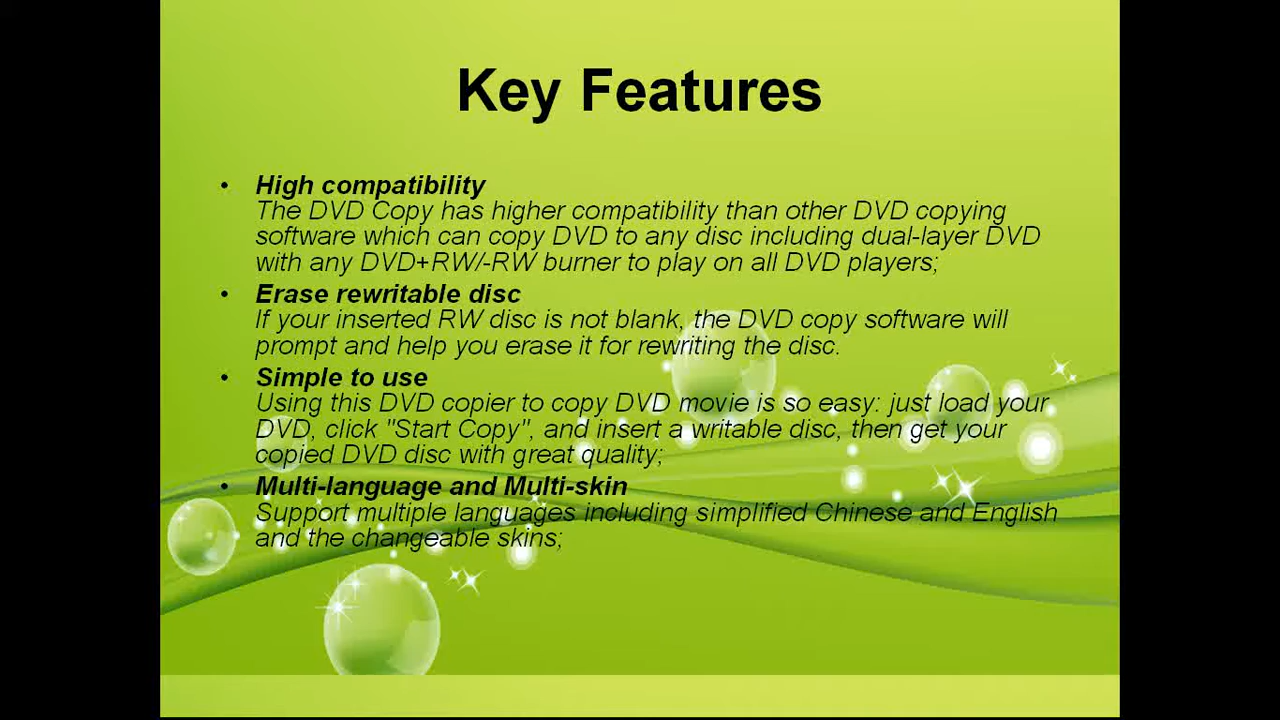 Key Features
• High compatibility
The DVD Copy has higher compatibility than other DVD copying
software which can copy DVD to any disc including dual-layer DVD
with any DVD+RW/-RW burner to play on all DVD players;
• Erase rewritable disc
If your inserted RW disc is not blank, the DVD copy software will
prompt and help you erase it for rewriting the disc.
• Simple to use
Using this DVD copier to copy DVD movie is so easy: just load your
DVD, click "Start Copy", and insert a writable disc, then get your
copied DVD disc with great quality;
• Multi-language and Multi-skin
Support multiple languages including simplified Chinese and English
and the changeable skins;